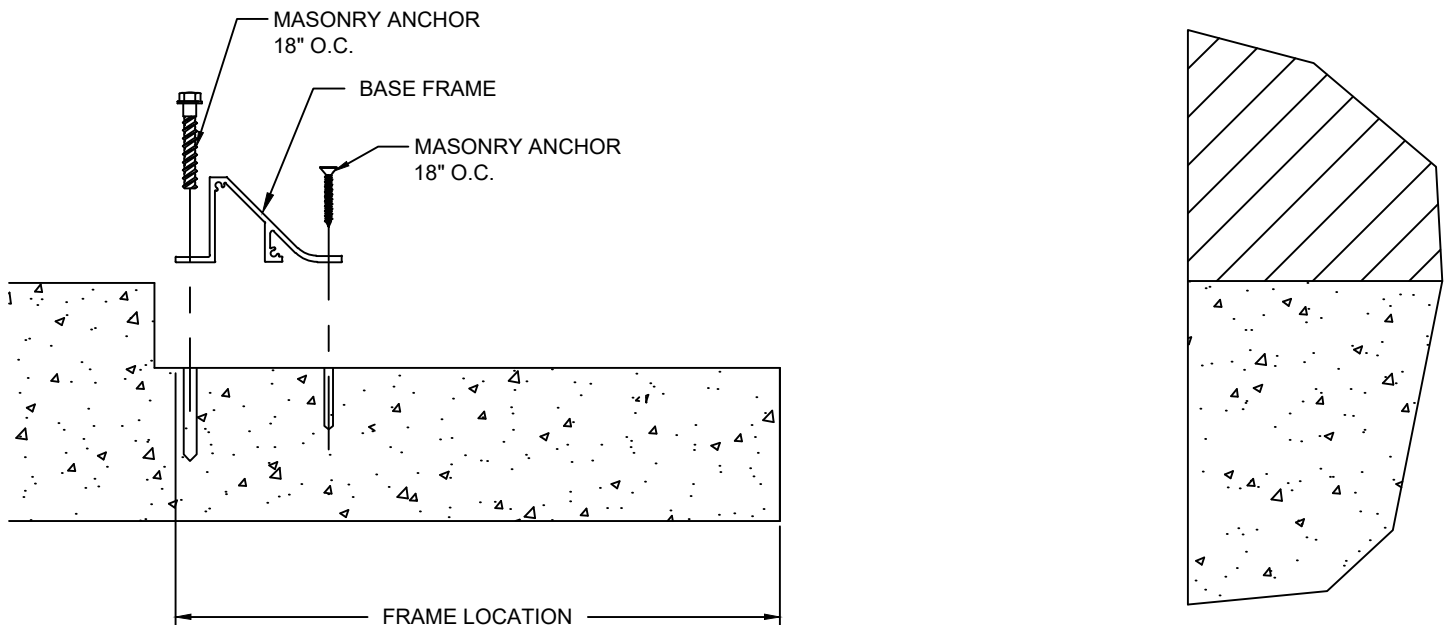 MASONRY ANCHOR
18" O.C.
BASE FRAME
MASONRY ANCHOR
18" O.C.
FRAME LOCATION